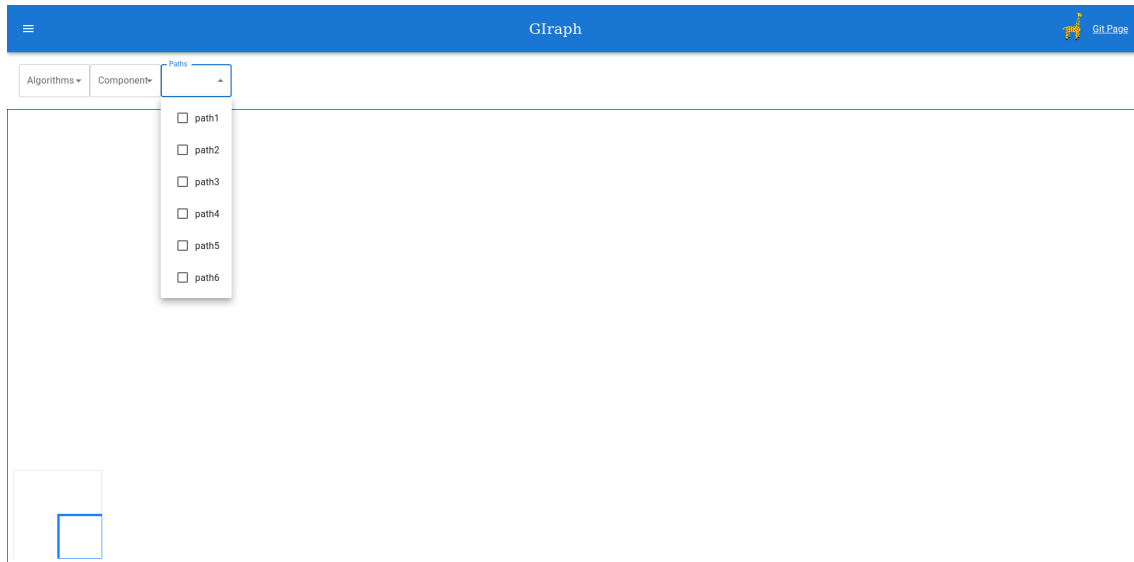 GIraph
Git Page
Algorithms
Component
Paths
path1
path2
path3
path4
path5
path6